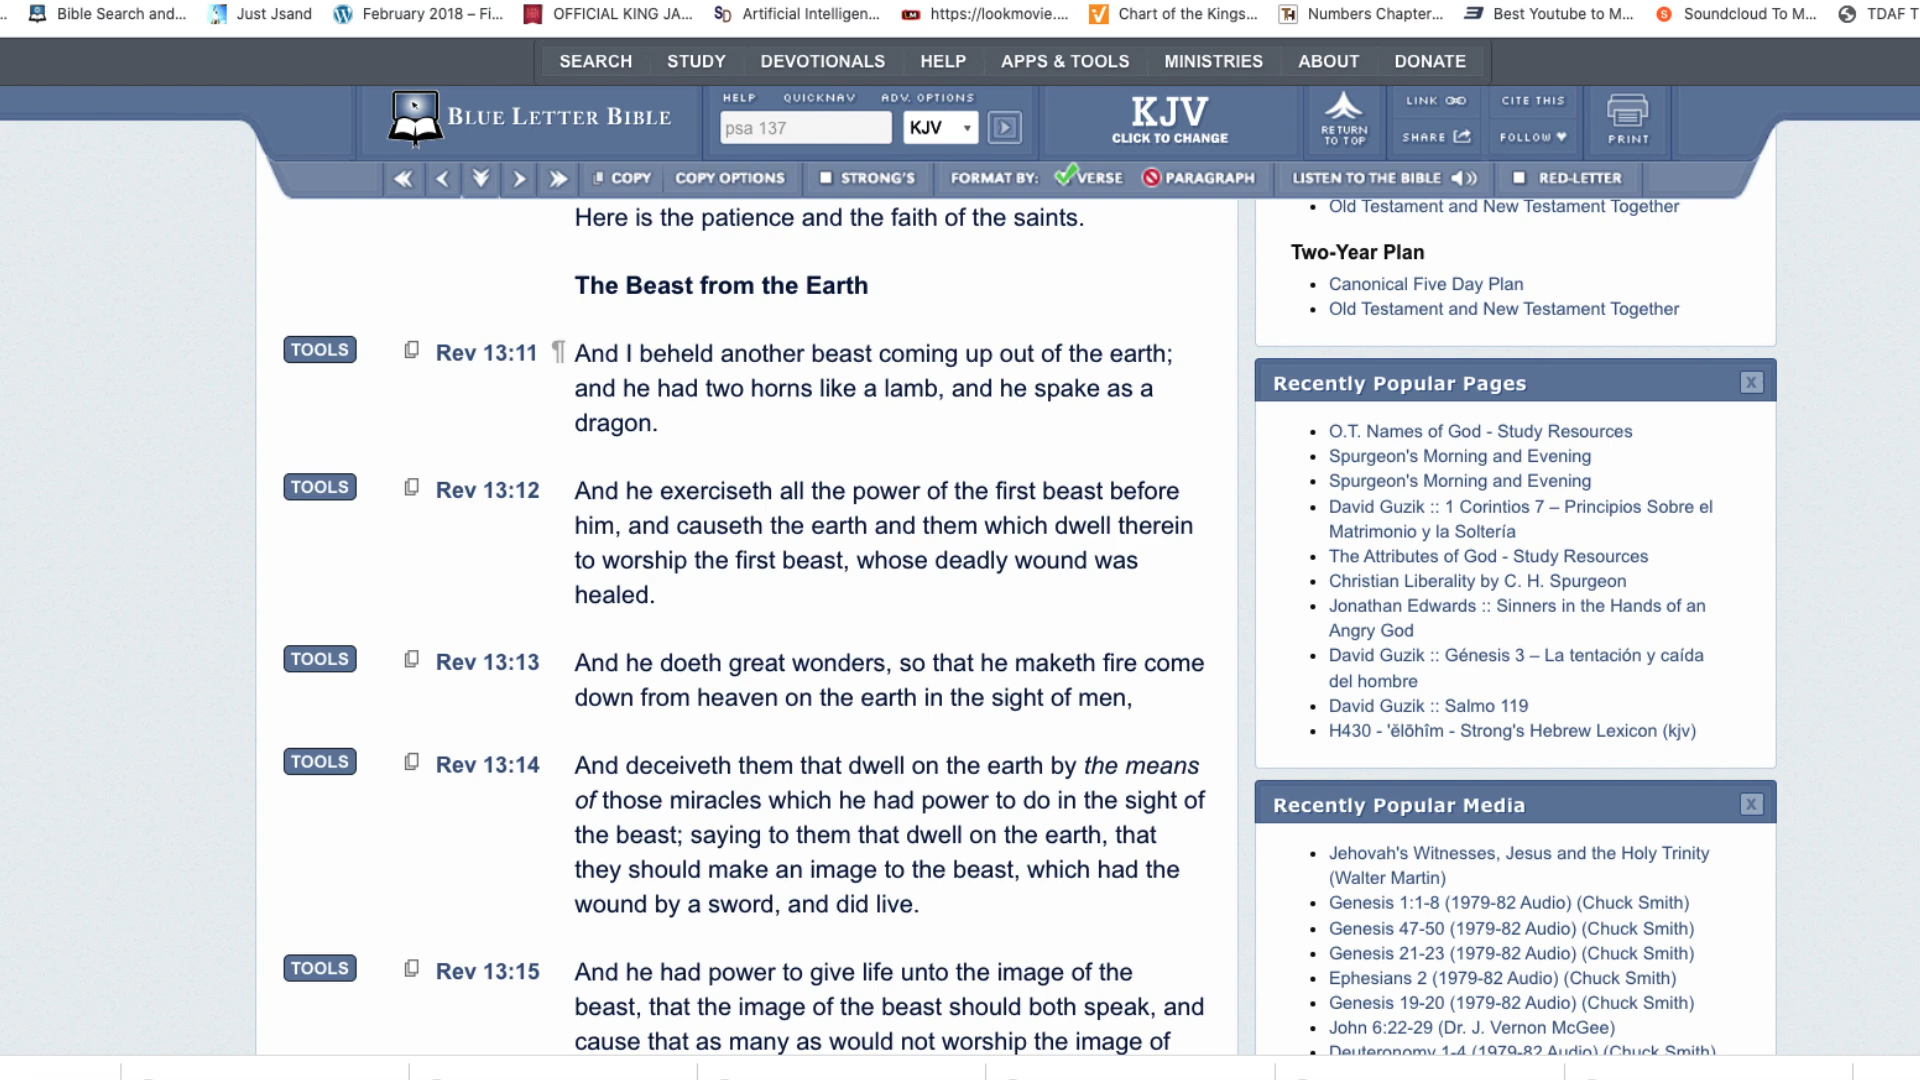 Bible Search and...
Just Jsand
February 2018 – Fi...
OFFICIAL KING JA...
Artificial Intelligen...
https://lookmovie....
Chart of the Kings...
Numbers Chapter...
Best Youtube to M...
Soundcloud To M...
TDAF T
SEARCH STUDY DEVOTIONALS HELP APPS & TOOLS MINISTRIES ABOUT DONATE
BLUE LETTER BIBLE
HELP QUICKNAV ADV. OPTIONS
psa 137
KJV
KJV
CLICK TO CHANGE
RETURN
TO TOP
LINK
CITE THIS
SHARE
FOLLOW
PRINT
COPY COPY OPTIONS STRONG'S FORMAT BY: VERSE PARAGRAPH LISTEN TO THE BIBLE RED-LETTER
Here is the patience and the faith of the saints.
The Beast from the Earth
TOOLS Rev 13:11 ¶ And I beheld another beast coming up out of the earth;
and he had two horns like a lamb, and he spake as a
dragon.
TOOLS Rev 13:12 And he exerciseth all the power of the first beast before
him, and causeth the earth and them which dwell therein
to worship the first beast, whose deadly wound was
healed.
TOOLS Rev 13:13 And he doeth great wonders, so that he maketh fire come
down from heaven on the earth in the sight of men,
TOOLS Rev 13:14 And deceiveth them that dwell on the earth by the means
of those miracles which he had power to do in the sight of
the beast; saying to them that dwell on the earth, that
they should make an image to the beast, which had the
wound by a sword, and did live.
TOOLS Rev 13:15 And he had power to give life unto the image of the
beast, that the image of the beast should both speak, and
cause that as many as would not worship the image of
Old Testament and New Testament Together
Two-Year Plan
Canonical Five Day Plan
Old Testament and New Testament Together
Recently Popular Pages X
O.T. Names of God - Study Resources
Spurgeon's Morning and Evening
Spurgeon's Morning and Evening
David Guzik :: 1 Corintios 7 – Principios Sobre el
Matrimonio y la Soltería
The Attributes of God - Study Resources
Christian Liberality by C. H. Spurgeon
Jonathan Edwards :: Sinners in the Hands of an
Angry God
David Guzik :: Génesis 3 – La tentación y caída
del hombre
David Guzik :: Salmo 119
H430 - 'ĕlōhîm - Strong's Hebrew Lexicon (kjv)
Recently Popular Media X
Jehovah's Witnesses, Jesus and the Holy Trinity
(Walter Martin)
Genesis 1:1-8 (1979-82 Audio) (Chuck Smith)
Genesis 47-50 (1979-82 Audio) (Chuck Smith)
Genesis 21-23 (1979-82 Audio) (Chuck Smith)
Ephesians 2 (1979-82 Audio) (Chuck Smith)
Genesis 19-20 (1979-82 Audio) (Chuck Smith)
John 6:22-29 (Dr. J. Vernon McGee)
Deuteronomy 1-4 (1979-82 Audio) (Chuck Smith)